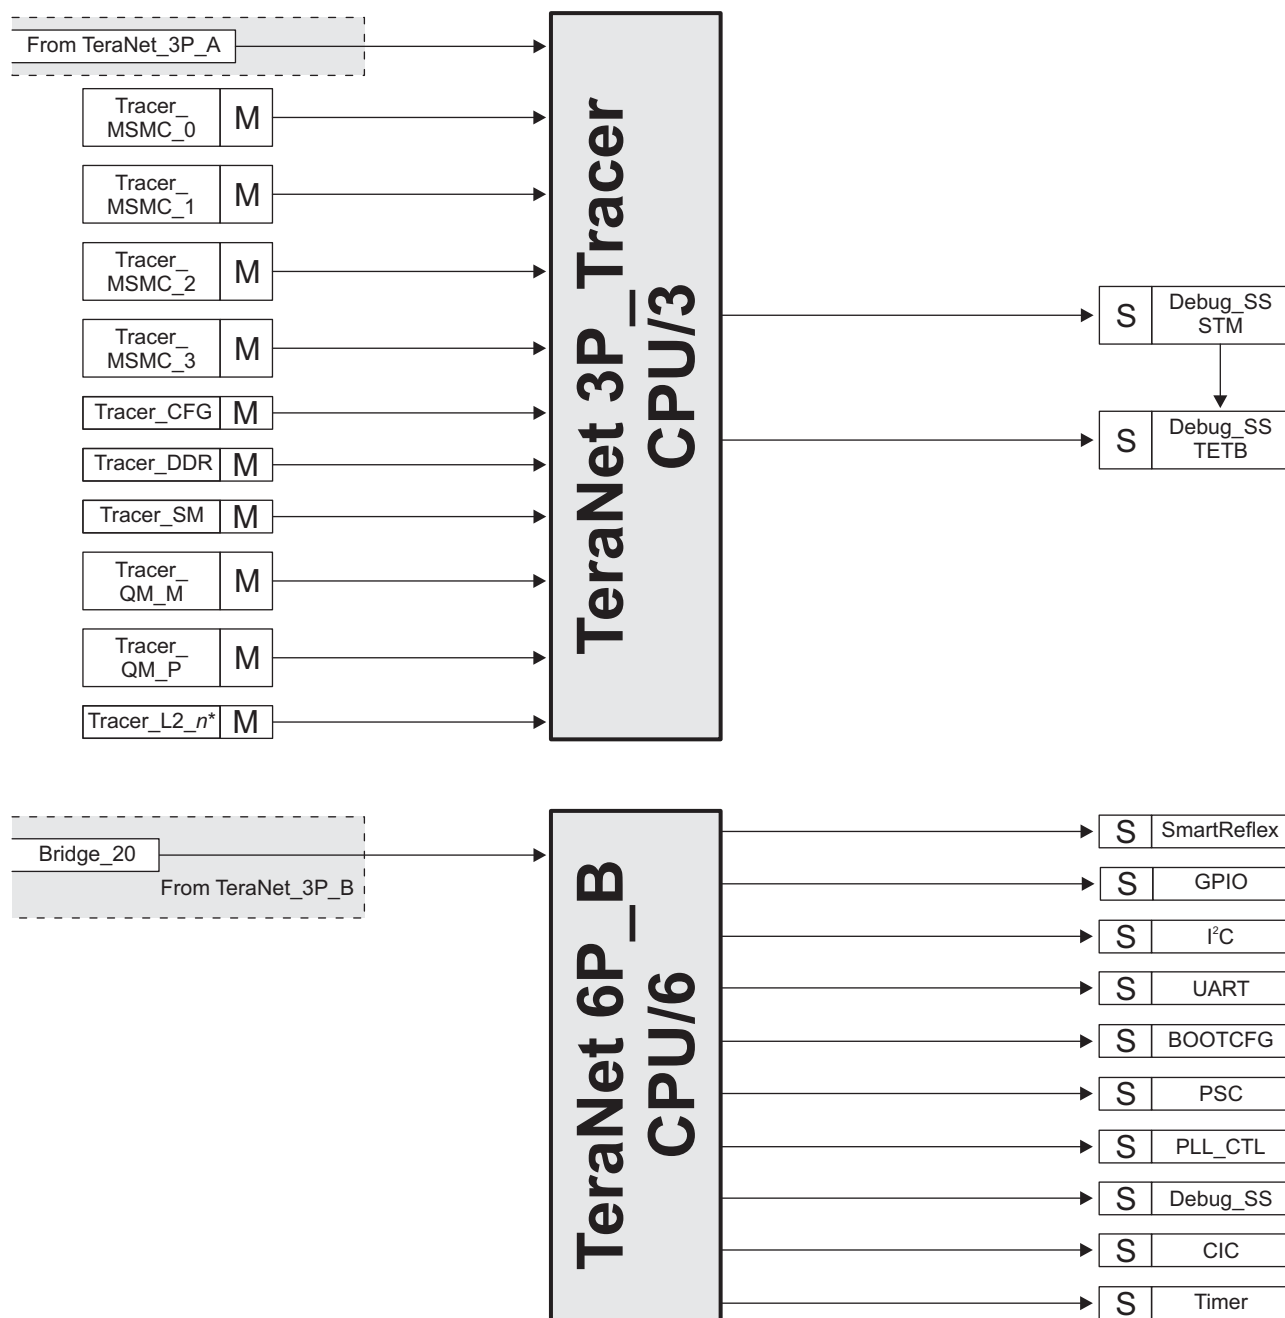 From TeraNet_3P_A
Tracer_
MSMC_0
M
Tracer_
MSMC_1
M
Tracer_
MSMC_2
M
Tracer_
MSMC_3
M
Tracer_CFG
M
Tracer_DDR
M
Tracer_SM
M
Tracer_
QM_M
M
Tracer_
QM_P
M
Tracer_L2_n*
M
TeraNet 3P_Tracer
CPU/3
S
Debug_SS
STM
S
Debug_SS
TETB
Bridge_20
From TeraNet_3P_B
TeraNet 6P_B
CPU/6
S
SmartReflex
S
GPIO
S
I²C
S
UART
S
BOOTCFG
S
PSC
S
PLL_CTL
S
Debug_SS
S
CIC
S
Timer